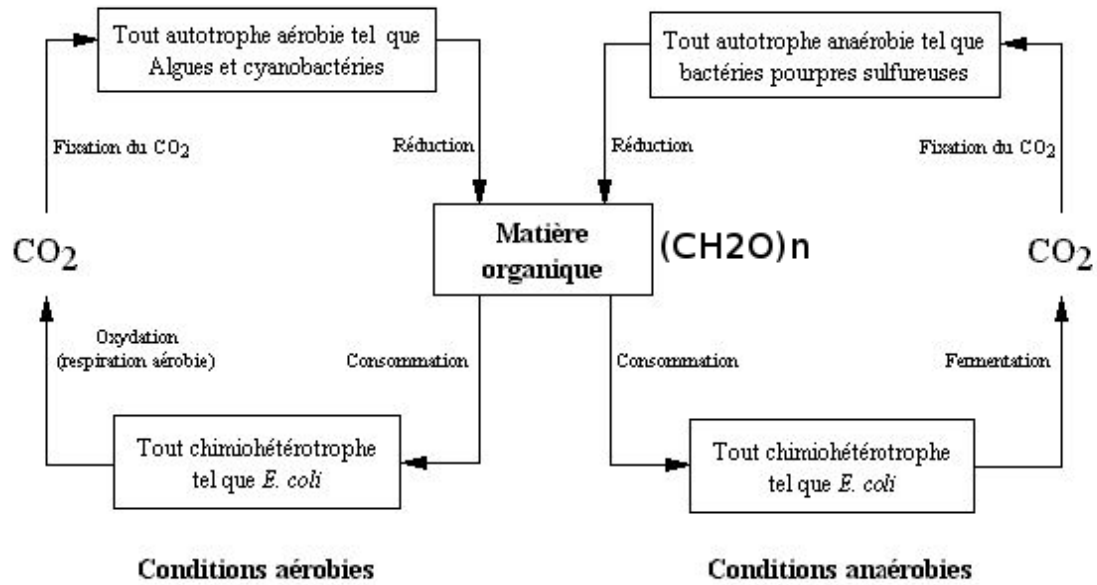 Tout autotrophe aérobie tel que
Algues et cyanobactéries
Tout autotrophe anaérobie tel que
bactéries pourpres sulfureuses
Fixation du CO2
Réduction
Réduction
Fixation du CO2
CO2
Matière
organique
(CH2O)n
CO2
Oxydation
(respiration aérobie)
Consommation
Consommation
Fermentation
Tout chimiohétérotrophe
tel que E. coli
Tout chimiohétérotrophe
tel que E. coli
Conditions aérobies
Conditions anaérobies